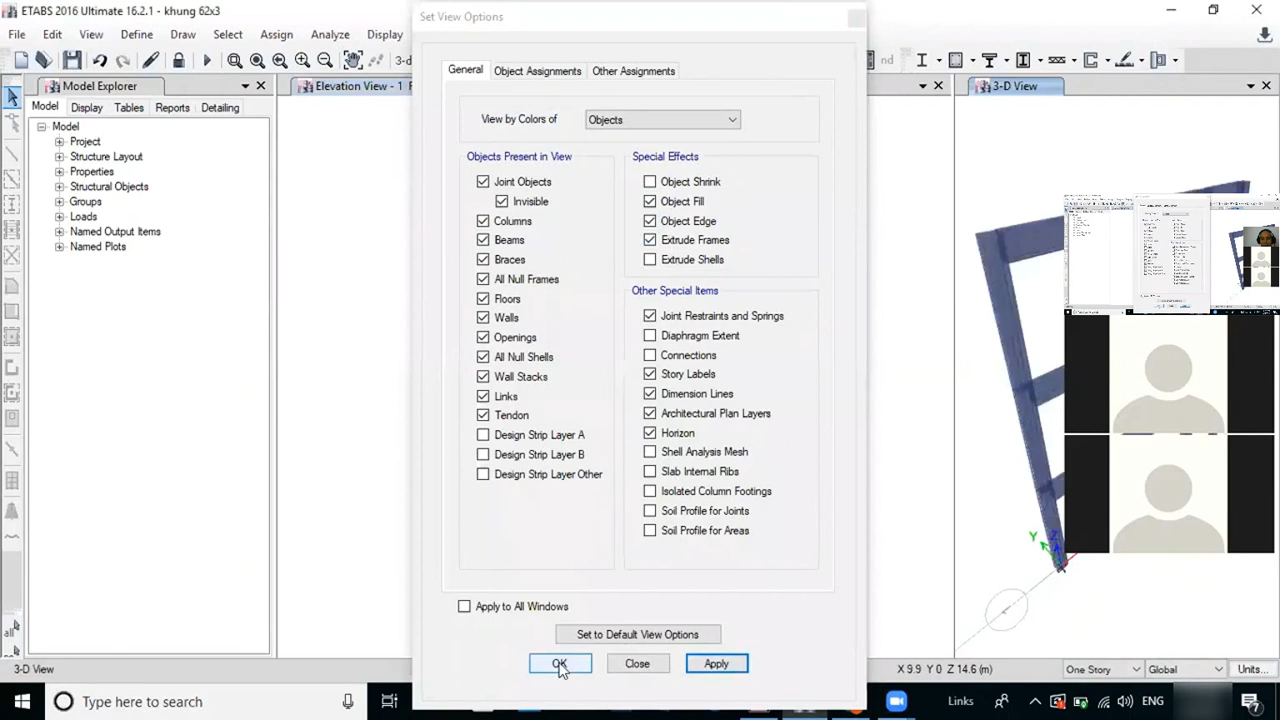 ETABS 2016 Ultimate 16.2.1 - khung 62x3
Set View Options
File Edit View Define Draw Select Assign Analyze Display
3-d
nd
Model Explorer
Elevation View - 1
3-D View
Model Display Tables Reports Detailing
Model
Project
Structure Layout
Properties
Structural Objects
Groups
Loads
Named Output Items
Named Plots
General Object Assignments Other Assignments
View by Colors of Objects
Objects Present in View
Joint Objects
Invisible
Columns
Beams
Braces
All Null Frames
Floors
Walls
Openings
All Null Shells
Wall Stacks
Links
Tendon
Design Strip Layer A
Design Strip Layer B
Design Strip Layer Other
Special Effects
Object Shrink
Object Fill
Object Edge
Extrude Frames
Extrude Shells
Other Special Items
Joint Restraints and Springs
Diaphragm Extent
Connections
Story Labels
Dimension Lines
Architectural Plan Layers
Horizon
Shell Analysis Mesh
Slab Internal Ribs
Isolated Column Footings
Soil Profile for Joints
Soil Profile for Areas
Apply to All Windows
Set to Default View Options
OK Close Apply
Y Z
all
3-D View
X 9.9 Y 0 Z 14.6 (m)
One Story Global Units...
Type here to search
Links
ENG
7